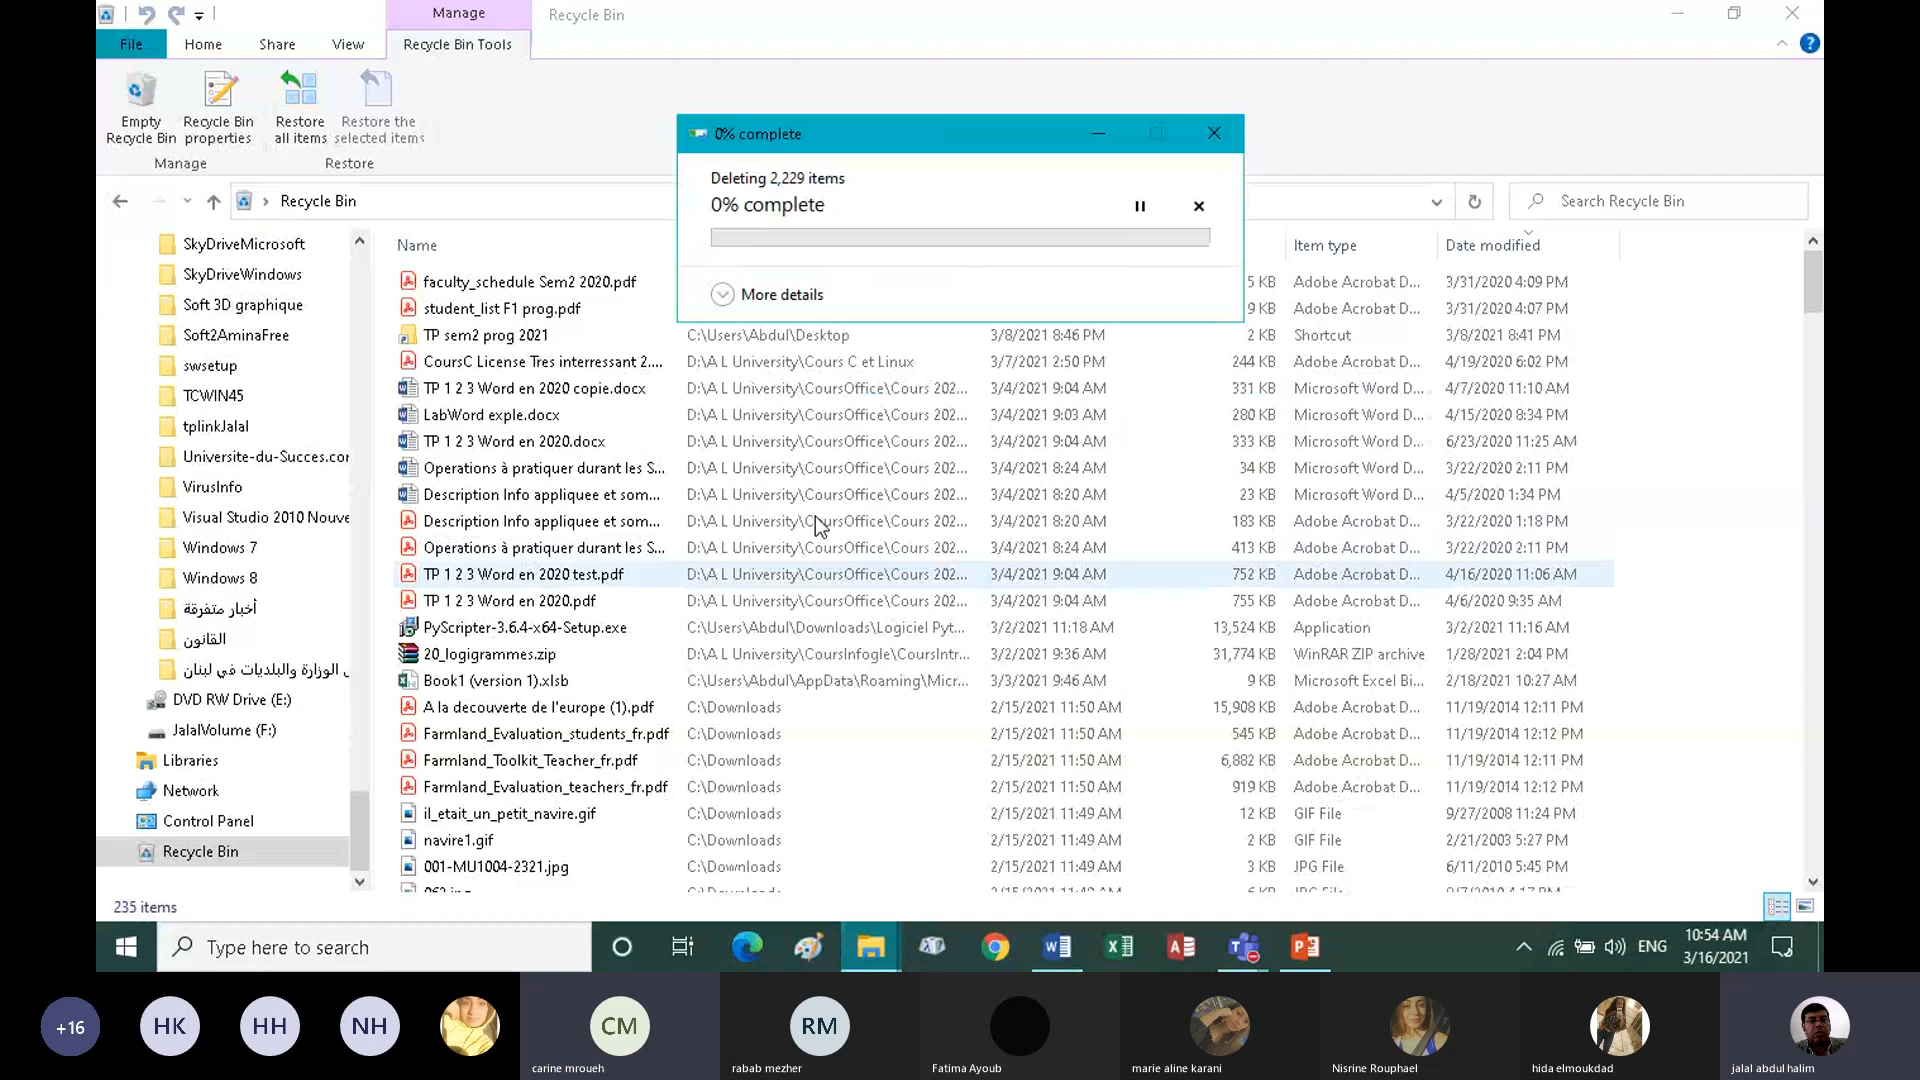 Manage
Recycle Bin
File
Home
Share
View
Recycle Bin Tools
Empty Recycle Bin
Recycle Bin properties
Restore all items
Restore the selected items
Manage
Restore
0% complete
Deleting 2,229 items
0% complete
More details
Recycle Bin
Search Recycle Bin
SkyDriveMicrosoft
SkyDriveWindows
Soft 3D graphique
Soft2AminaFree
swsetup
TCWIN45
tplinkJalal
Universite-du-Succes.co
VirusInfo
Visual Studio 2010 Nouve
Windows 7
Windows 8
أخبار متفرقة
القانون
الوزارة والبلديات في لبنان
DVD RW Drive (E:)
JalalVolume (F:)
Libraries
Network
Control Panel
Recycle Bin
Name Item type Date modified
faculty_schedule Sem2 2020.pdf 5 KB Adobe Acrobat D... 3/31/2020 4:09 PM
student_list F1 prog.pdf 9 KB Adobe Acrobat D... 3/31/2020 4:07 PM
TP sem2 prog 2021 C:\Users\Abdul\Desktop 3/8/2021 8:46 PM 2 KB Shortcut 3/8/2021 8:41 PM
CoursC License Tres interressant 2.... D:\A L University\Cours C et Linux 3/7/2021 2:50 PM 244 KB Adobe Acrobat D... 4/19/2020 6:02 PM
TP 1 2 3 Word en 2020 copie.docx D:\A L University\CoursOffice\Cours 202... 3/4/2021 9:04 AM 331 KB Microsoft Word D... 4/7/2020 11:10 AM
LabWord exple.docx D:\A L University\CoursOffice\Cours 202... 3/4/2021 9:03 AM 280 KB Microsoft Word D... 4/15/2020 8:34 PM
TP 1 2 3 Word en 2020.docx D:\A L University\CoursOffice\Cours 202... 3/4/2021 9:04 AM 333 KB Microsoft Word D... 6/23/2020 11:25 AM
Operations à pratiquer durant les S... D:\A L University\CoursOffice\Cours 202... 3/4/2021 8:24 AM 34 KB Microsoft Word D... 3/22/2020 2:11 PM
Description Info appliquee et som... D:\A L University\CoursOffice\Cours 202... 3/4/2021 8:20 AM 23 KB Microsoft Word D... 4/5/2020 1:34 PM
Description Info appliquee et som... D:\A L University\CoursOffice\Cours 202... 3/4/2021 8:20 AM 183 KB Adobe Acrobat D... 3/22/2020 1:18 PM
Operations à pratiquer durant les S... D:\A L University\CoursOffice\Cours 202... 3/4/2021 8:24 AM 413 KB Adobe Acrobat D... 3/22/2020 2:11 PM
TP 1 2 3 Word en 2020 test.pdf D:\A L University\CoursOffice\Cours 202... 3/4/2021 9:04 AM 752 KB Adobe Acrobat D... 4/16/2020 11:06 AM
TP 1 2 3 Word en 2020.pdf D:\A L University\CoursOffice\Cours 202... 3/4/2021 9:04 AM 755 KB Adobe Acrobat D... 4/6/2020 9:35 AM
PyScripter-3.6.4-x64-Setup.exe C:\Users\Abdul\Downloads\Logiciel Pyt... 3/2/2021 11:18 AM 13,524 KB Application 3/2/2021 11:16 AM
20_logigrammes.zip D:\A L University\CoursInfogle\CoursIntr... 3/2/2021 9:36 AM 31,774 KB WinRAR ZIP archive 1/28/2021 2:04 PM
Book1 (version 1).xlsb C:\Users\Abdul\AppData\Roaming\Micr... 3/3/2021 9:46 AM 9 KB Microsoft Excel Bi... 2/18/2021 10:27 AM
A la decouverte de l'europe (1).pdf C:\Downloads 2/15/2021 11:50 AM 15,908 KB Adobe Acrobat D... 11/19/2014 12:11 PM
Farmland_Evaluation_students_fr.pdf C:\Downloads 2/15/2021 11:50 AM 545 KB Adobe Acrobat D... 11/19/2014 12:12 PM
Farmland_Toolkit_Teacher_fr.pdf C:\Downloads 2/15/2021 11:50 AM 6,882 KB Adobe Acrobat D... 11/19/2014 12:11 PM
Farmland_Evaluation_teachers_fr.pdf C:\Downloads 2/15/2021 11:50 AM 919 KB Adobe Acrobat D... 11/19/2014 12:12 PM
il_etait_un_petit_navire.gif C:\Downloads 2/15/2021 11:49 AM 12 KB GIF File 9/27/2008 11:24 PM
navire1.gif C:\Downloads 2/15/2021 11:49 AM 2 KB GIF File 2/21/2003 5:27 PM
001-MU1004-2321.jpg C:\Downloads 2/15/2021 11:49 AM 3 KB JPG File 6/11/2010 5:45 PM
235 items
Type here to search
ENG
10:54 AM
3/16/2021
+16
HK
HH
NH
CM
RM
carine mroueh
rabab mezher
Fatima Ayoub
marie aline karani
Nisrine Rouphael
hida elmoukdad
jalal abdul halim